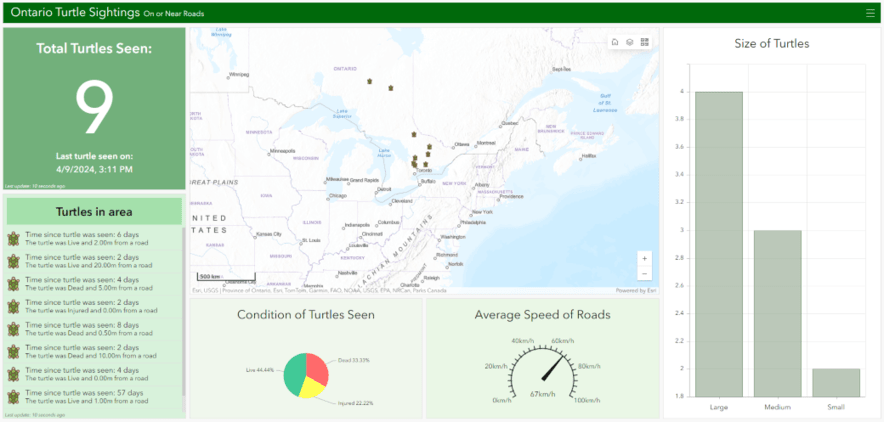 Ontario Turtle Sightings On or Near Roads
Total Turtles Seen:
9
Last turtle seen on:
4/9/2024, 3:11 PM
Last update: 10 seconds ago
Turtles in area
Time since turtle was seen: 6 days
The turtle was Live and 2.00m from a road
Time since turtle was seen: 2 days
The turtle was Live and 20.00m from a road
Time since turtle was seen: 4 days
The turtle was Dead and 5.00m from a road
Time since turtle was seen: 2 days
The turtle was Injured and 0.00m from a road
Time since turtle was seen: 8 days
The turtle was Dead and 0.50m from a road
Time since turtle was seen: 2 days
The turtle was Dead and 10.00m from a road
Time since turtle was seen: 4 days
The turtle was Live and 0.00m from a road
Time since turtle was seen: 57 days
The turtle was Live and 1.00m from a road
Last update: 10 seconds ago
ONTARIO
Winnipeg
Lake Superior
Gulf of St. Lawrence
Quebec
NEW BRUNSWICK
PRINCE EDWARD ISLAND
MINNESOTA
WISCONSIN
Ottawa
Montreal
MAINE
Halifax
Minneapolis
Lake Huron
Toronto
Buffalo
NEW YORK
Albany
MASSACHUSETTS
Providence
GREAT PLAINS
Milwaukee
Grand Rapids
Chicago
Detroit
Cleveland
IOWA
New York
Philadelphia
UNITED STATES
ILLINOIS
Indianapolis
Columbus
Kansas City
St. Louis
Cincinnati
Louisville
Washington
Richmond
Norfolk
KANSAS
MISSOURI
KENTUCKY
APPALACHIAN MOUNTAINS
Nashville
Raleigh
Charlotte
500 km
+
−
Esri, USGS | Province of Ontario, Esri, TomTom, Garmin, FAO, NOAA, USGS, EPA, NRCan, Parks Canada
Powered by Esri
Condition of Turtles Seen
Live 44.44%
Dead 33.33%
Injured 22.22%
Average Speed of Roads
0km/h
20km/h
40km/h
60km/h
80km/h
100km/h
67km/h
Size of Turtles
4
3.8
3.6
3.4
3.2
3
2.8
2.6
2.4
2.2
2
1.8
Large
Medium
Small